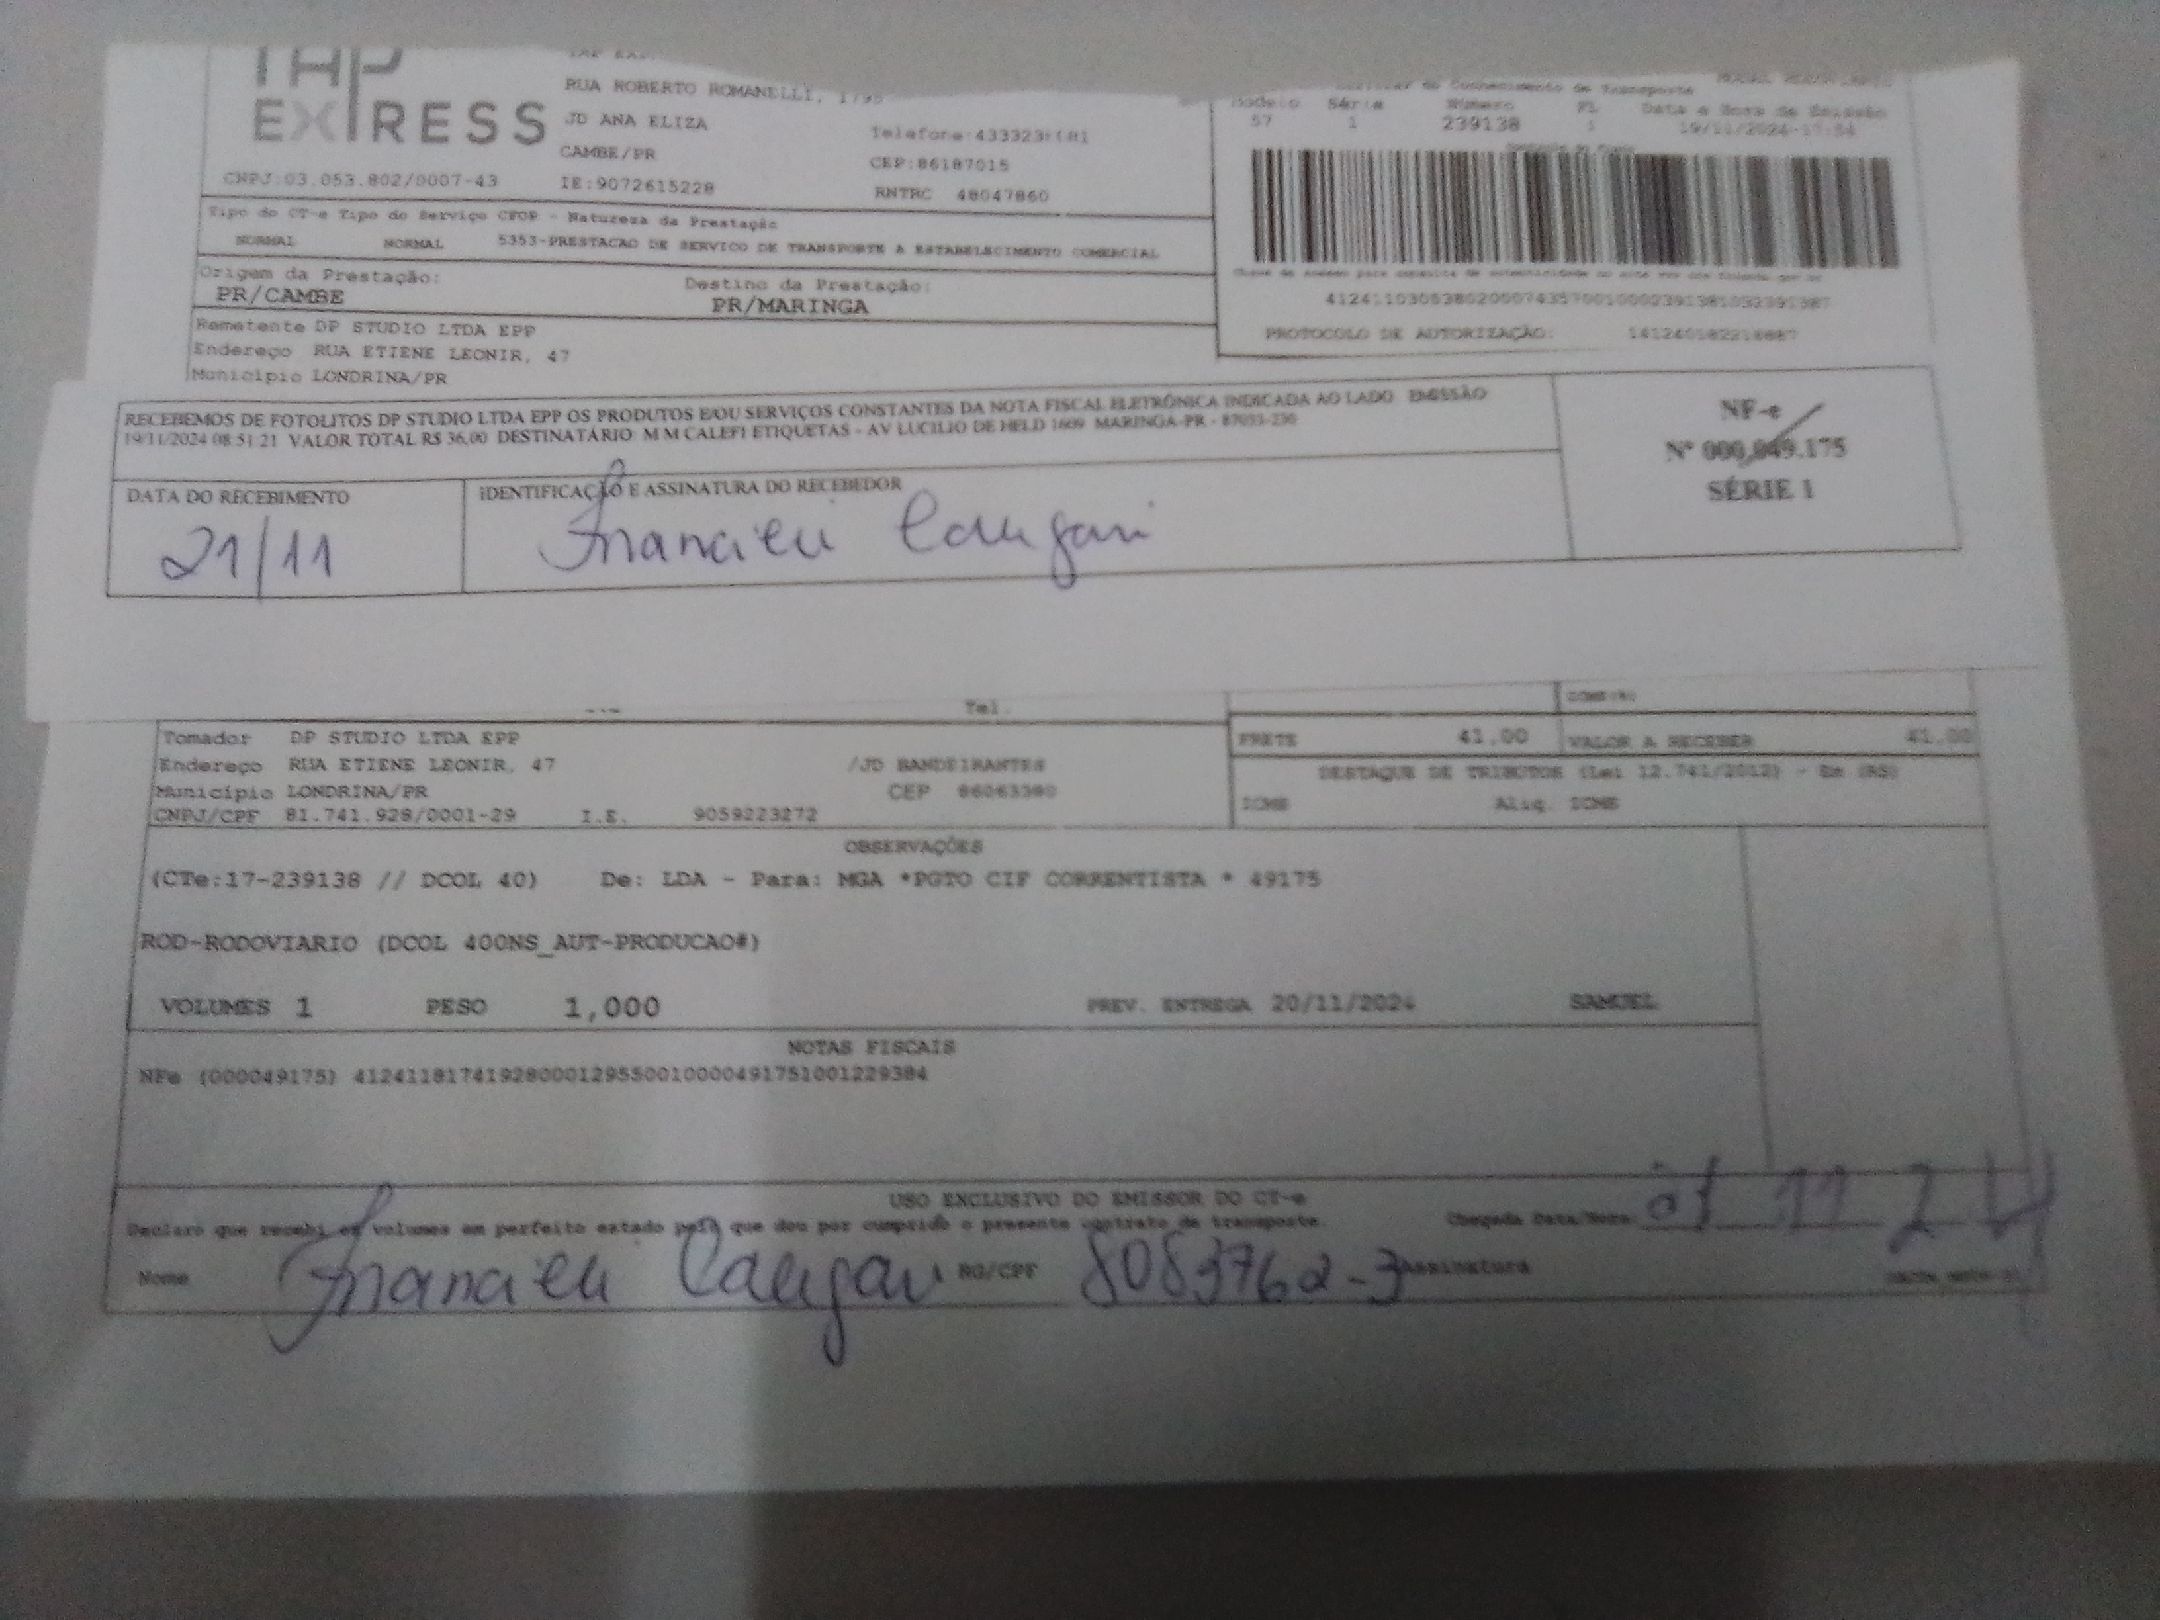 TAP
EXPRESS
RUA ROBERTO ROMANELLI, 1795
JD ANA ELIZA
CAMBE/PR
CEP:86187015
CNPJ:03.053.802/0007-43 IE:9072615228 RNTRC 48047860
Modelo Série Número FL Data e Hora de Emissão
57 1 239138 1 19/11/2024-17:54
Tipo do CT-e Tipo do Serviço CFOP - Natureza da Prestação
NORMAL NORMAL 5353-PRESTACAO DE SERVICO DE TRANSPORTE A ESTABELECIMENTO COMERCIAL
Origem da Prestação: Destino da Prestação:
PR/CAMBE PR/MARINGA
Remetente DP STUDIO LTDA EPP
Endereço RUA ETIENE LEONIR, 47
Município LONDRINA/PR
PROTOCOLO DE AUTORIZAÇÃO:
RECEBEMOS DE FOTOLITOS DP STUDIO LTDA EPP OS PRODUTOS E/OU SERVIÇOS CONSTANTES DA NOTA FISCAL ELETRÔNICA INDICADA AO LADO EMISSÃO
19/11/2024 08:51:21 VALOR TOTAL R$ 36,00 DESTINATÁRIO: M M CALEFI ETIQUETAS - AV LUCILIO DE HELD 1609 MARINGA-PR - 87033-230
NF-e
Nº 000.049.175
SÉRIE 1
DATA DO RECEBIMENTO IDENTIFICAÇÃO E ASSINATURA DO RECEBEDOR
21/11 Francieli
Tel.
Tomador DP STUDIO LTDA EPP
Endereço RUA ETIENE LEONIR, 47 /JD BANDEIRANTES
Município LONDRINA/PR CEP 86063380
CNPJ/CPF 81.741.928/0001-29 I.E. 9059223272
FRETE 41.00 VALOR A RECEBER 41.00
DESTAQUE DE TRIBUTOS (Lei 12.741/2012) - Em (R$)
ICMS Aliq. ICMS
OBSERVAÇÕES
(CTe:17-239138 // DCOL 40) De: LDA - Para: MGA *PGTO CIF CORRENTISTA * 49175
ROD-RODOVIARIO (DCOL 400NS_AUT-PRODUCAO#)
VOLUMES 1 PESO 1,000 PREV. ENTREGA 20/11/2024 SAMUEL
NOTAS FISCAIS
NFe (000049175) 41241181741928000129550010000491751001229384
USO EXCLUSIVO DO EMISSOR DO CT-e
Declaro que recebi os volumes em perfeito estado pelo que dou por cumprido o presente contrato de transporte. Chegada Data/Hora: 21 11 24
Nome Francieli RG/CPF 8083762-3 Assinatura